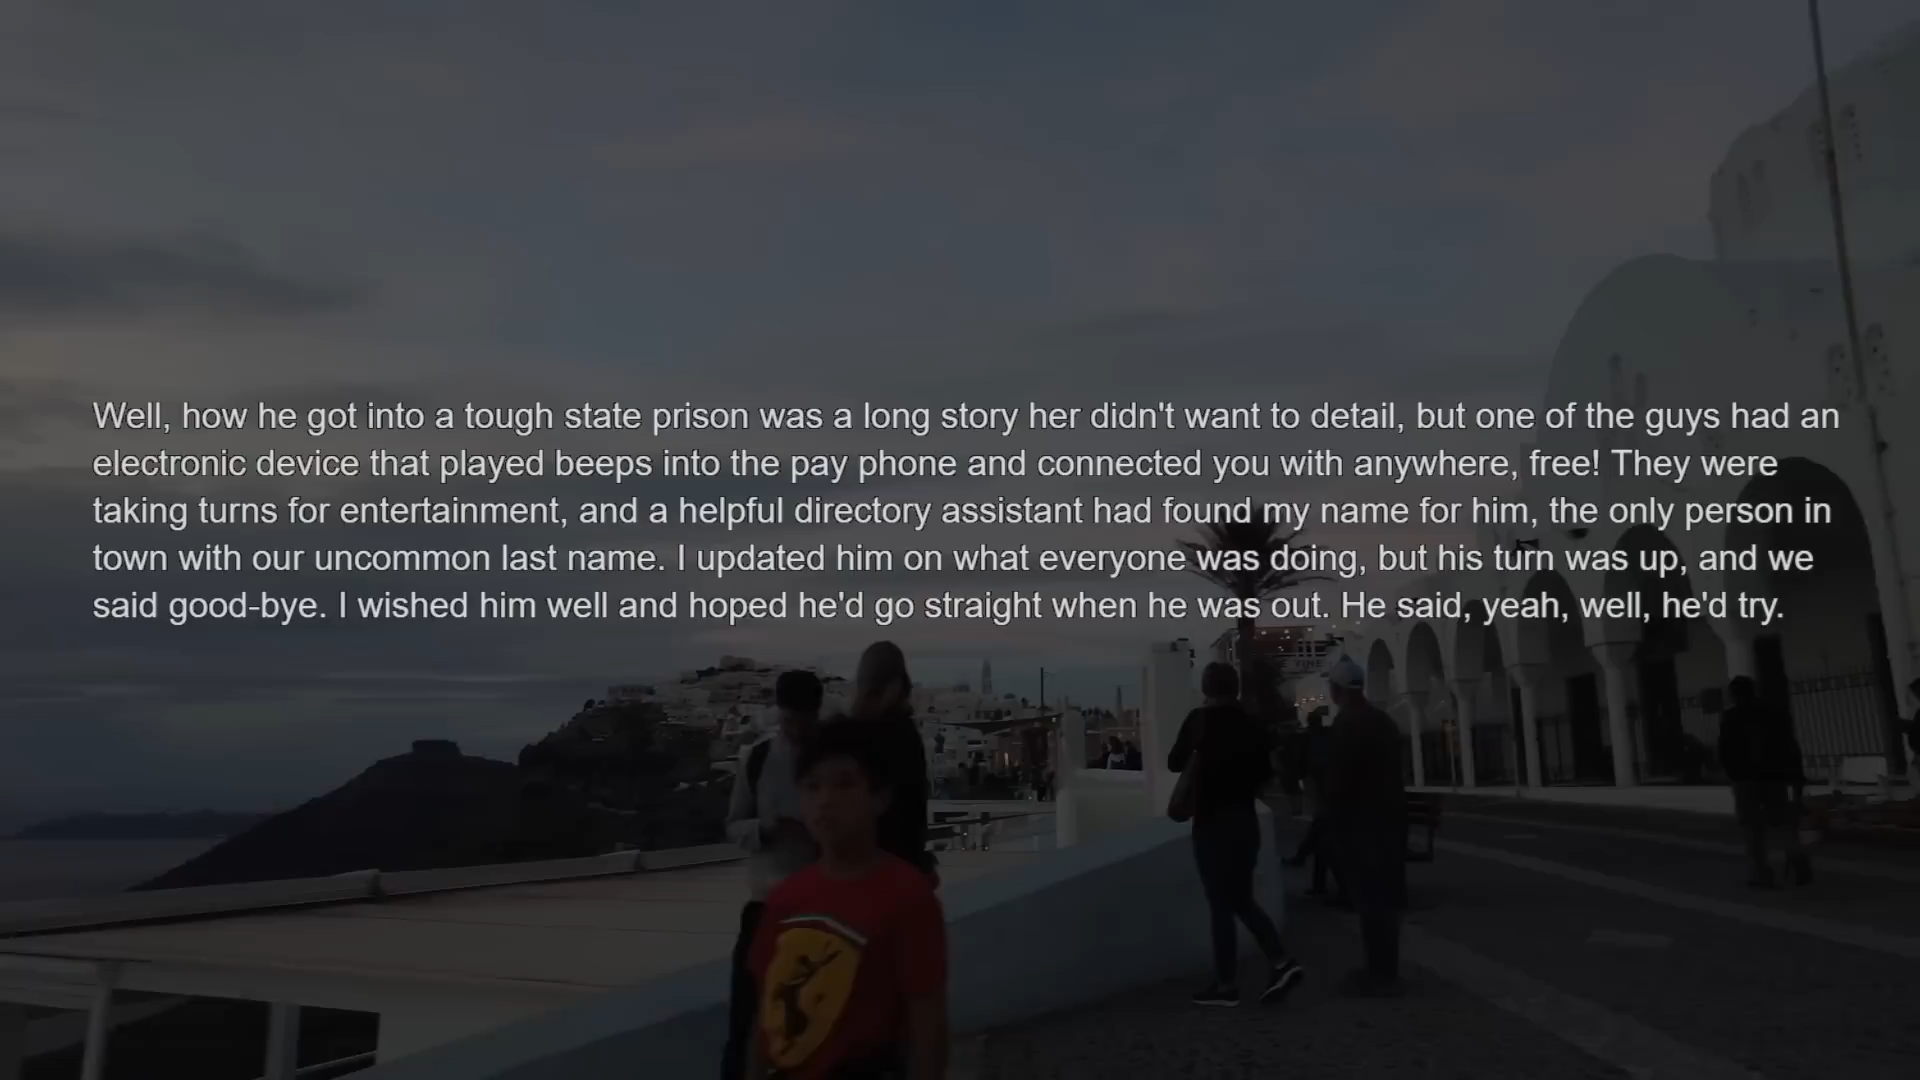 Well, how he got into a tough state prison was a long story her didn't want to detail, but one of the guys had an
electronic device that played beeps into the pay phone and connected you with anywhere, free! They were
taking turns for entertainment, and a helpful directory assistant had found my name for him, the only person in
town with our uncommon last name. I updated him on what everyone was doing, but his turn was up, and we
said good-bye. I wished him well and hoped he'd go straight when he was out. He said, yeah, well, he'd try.